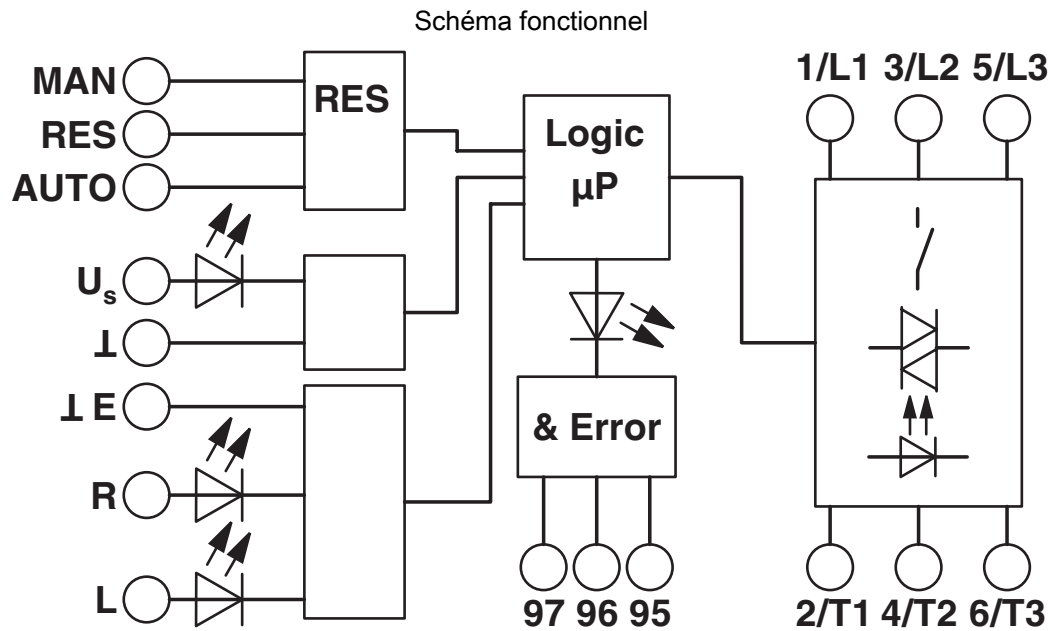 Schéma fonctionnel
MAN
RES
AUTO
RES
Logic
µP
1/L1 3/L2 5/L3
Us
⊥
⊥ E
R
L
& Error
97 96 95
2/T1 4/T2 6/T3